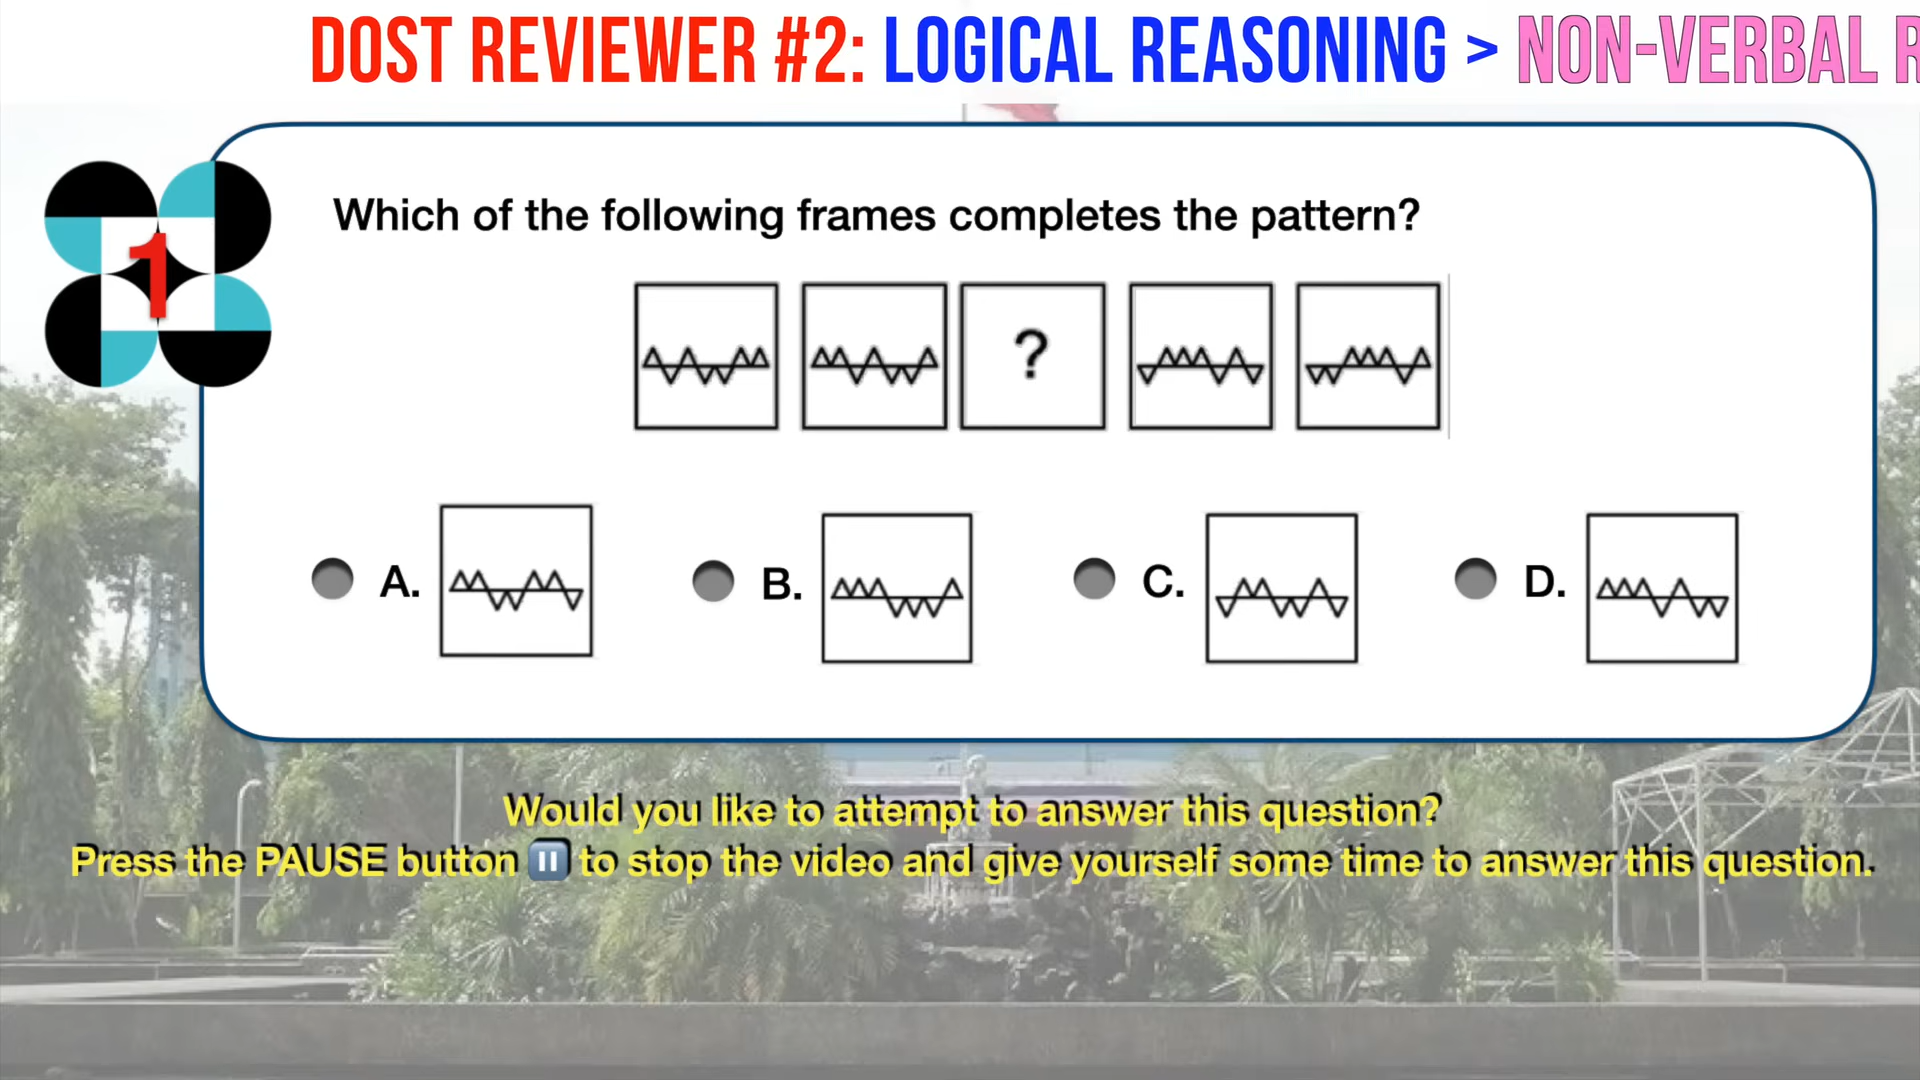 DOST REVIEWER #2: LOGICAL REASONING > NON-VERBAL R
1
Which of the following frames completes the pattern?
?
A. B. C. D.
Would you like to attempt to answer this question?
Press the PAUSE button ⏸ to stop the video and give yourself some time to answer this question.